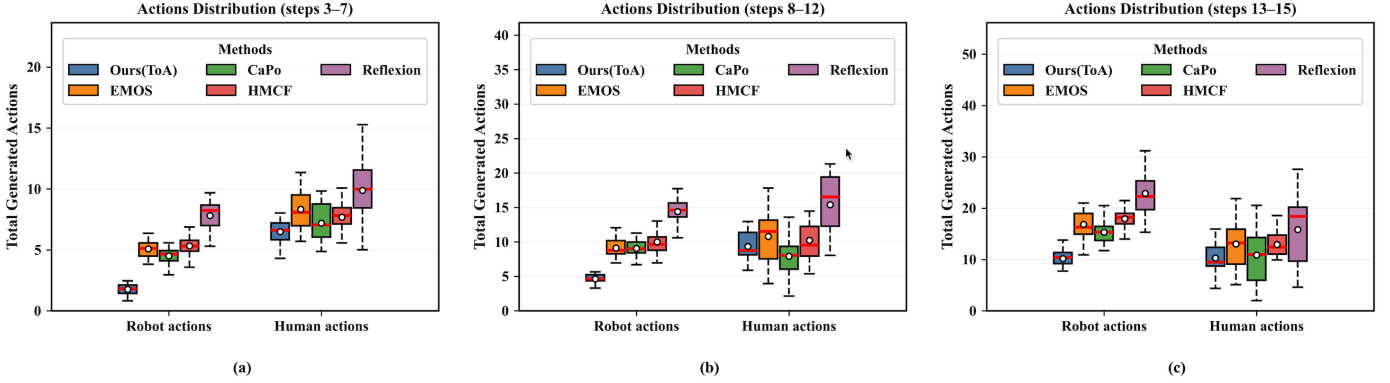 Actions Distribution (steps 3–7)
Total Generated Actions
20
15
10
5
0
Methods
Ours(ToA) CaPo Reflexion
EMOS HMCF
Robot actions Human actions
(a)
Actions Distribution (steps 8–12)
Total Generated Actions
40
35
30
25
20
15
10
5
0
Methods
Ours(ToA) CaPo Reflexion
EMOS HMCF
Robot actions Human actions
(b)
Actions Distribution (steps 13–15)
Total Generated Actions
50
40
30
20
10
0
Methods
Ours(ToA) CaPo Reflexion
EMOS HMCF
Robot actions Human actions
(c)